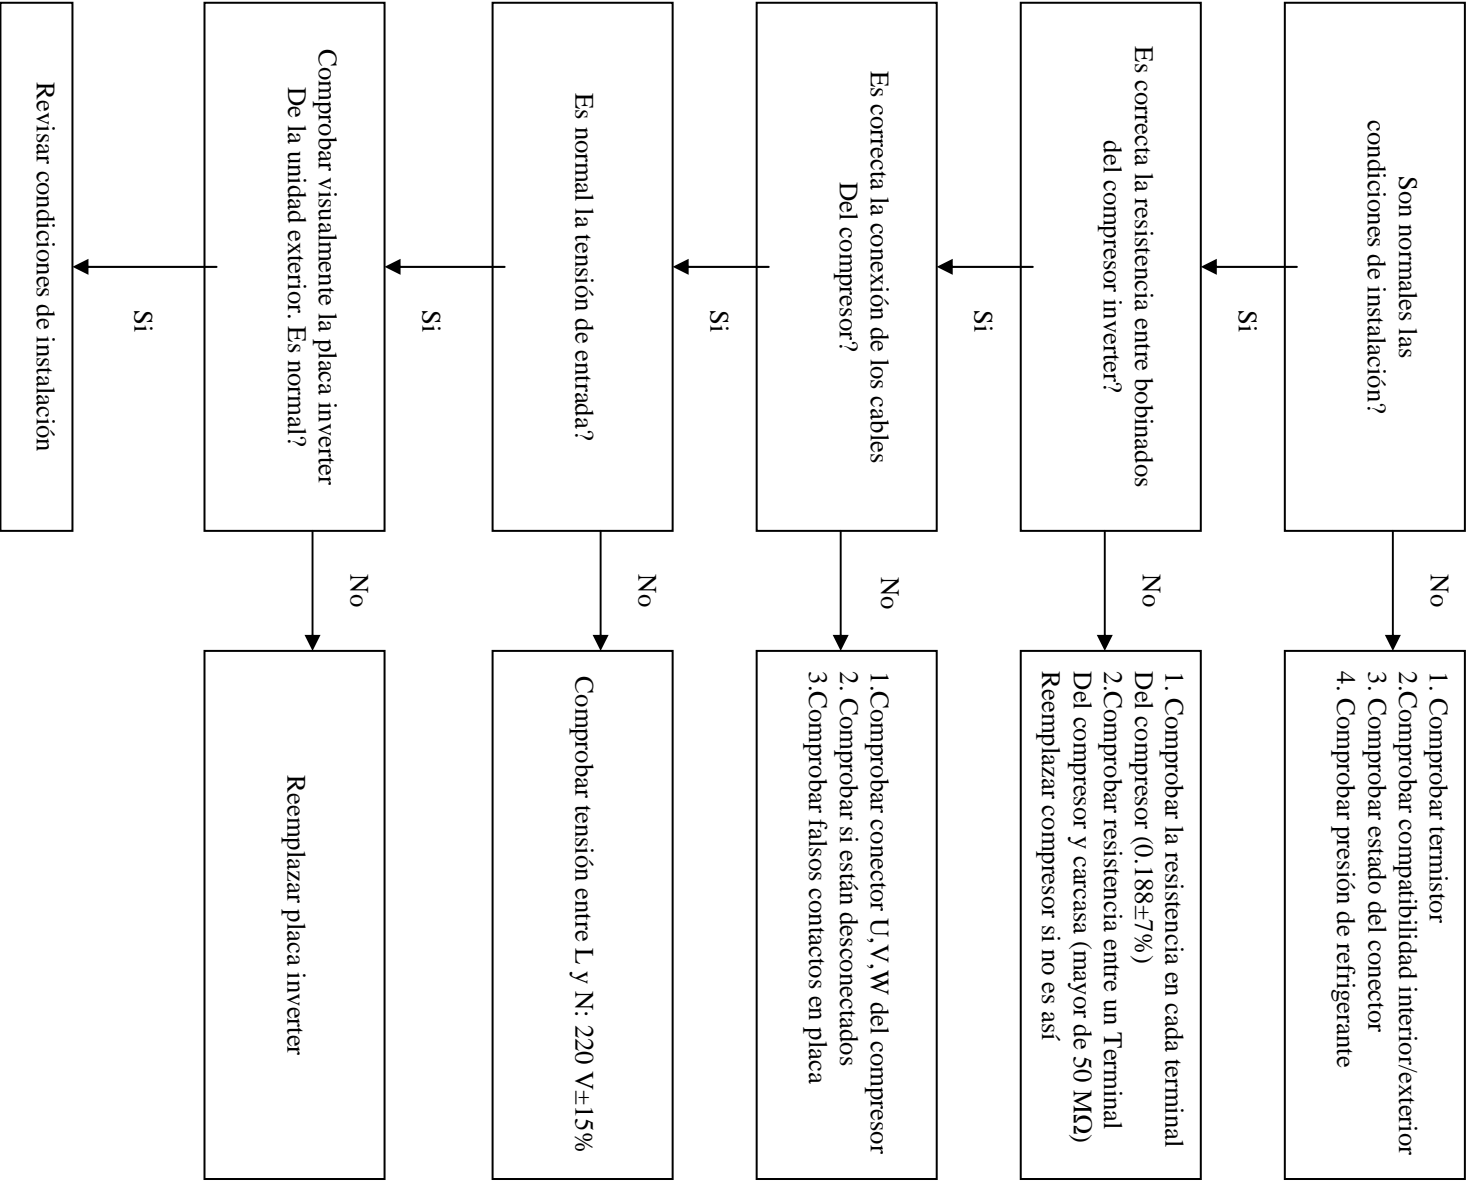 Son normales las
condiciones de instalación?
No
1. Comprobar termistor
2.Comprobar compatibilidad interior/exterior
3. Comprobar estado del conector
4. Comprobar presión de refrigerante
Si
Es correcta la resistencia entre bobinados
del compresor inverter?
No
1. Comprobar la resistencia en cada terminal
Del compresor (0.188±7%)
2.Comprobar resistencia entre un Terminal
Del compresor y carcasa (mayor de 50 MΩ)
Reemplazar compresor si no es así
Si
Es correcta la conexión de los cables
Del compresor?
No
1.Comprobar conector U,V,W del compresor
2. Comprobar si están desconectados
3.Comprobar falsos contactos en placa
Si
Es normal la tensión de entrada?
No
Comprobar tensión entre L y N: 220 V±15%
Si
Comprobar visualmente la placa inverter
De la unidad exterior. Es normal?
No
Reemplazar placa inverter
Si
Revisar condiciones de instalación